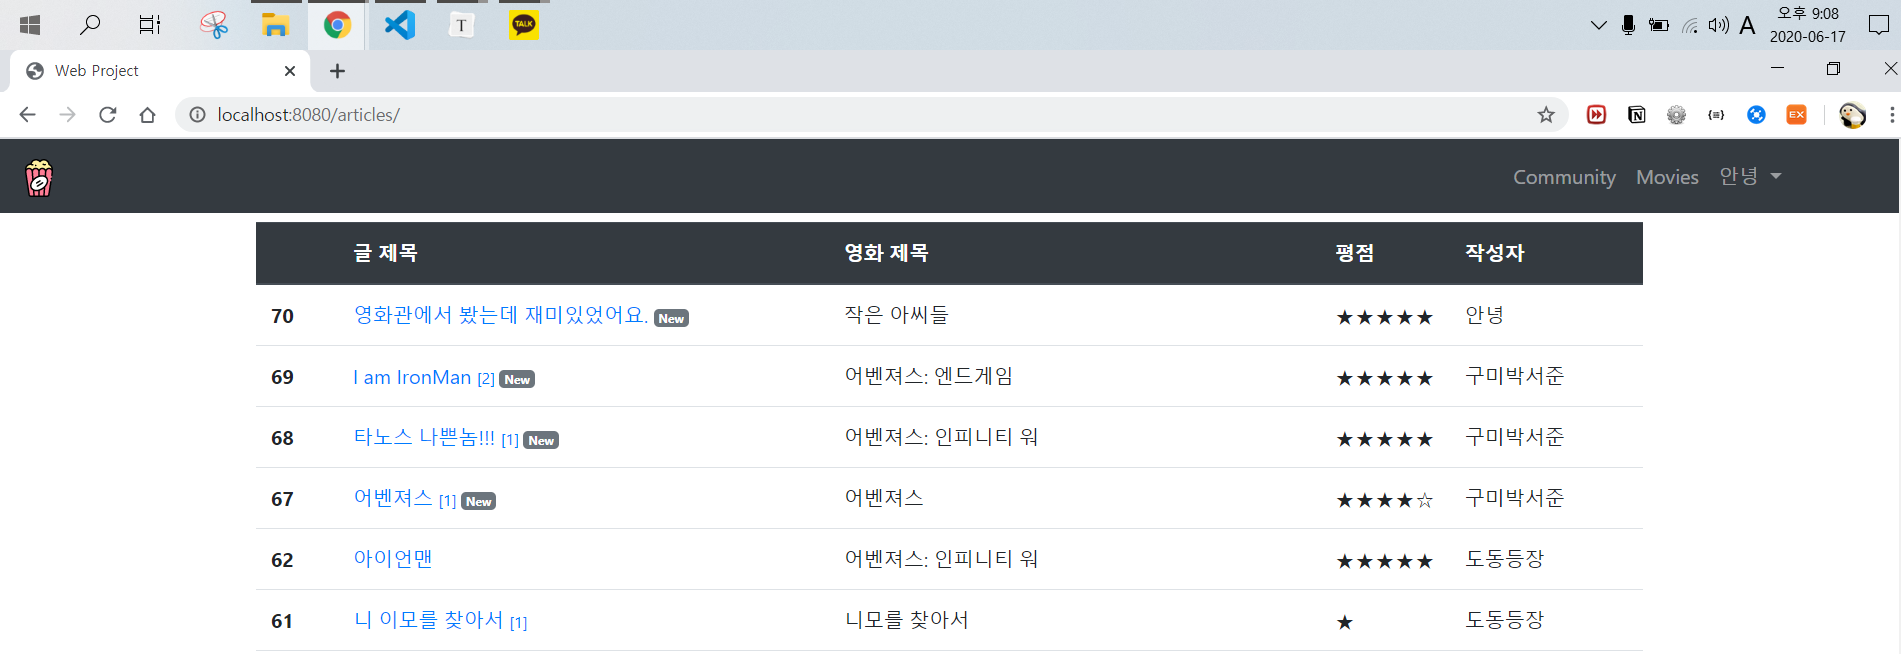 T
TALK
A
오후 9:08
2020-06-17
Web Project
localhost:8080/articles/
N
EX
Community Movies 안녕
글 제목 영화 제목 평점 작성자
70 영화관에서 봤는데 재미있었어요. New 작은 아씨들 ★★★★★ 안녕
69 I am IronMan [2] New 어벤져스: 엔드게임 ★★★★★ 구미박서준
68 타노스 나쁜놈!!! [1] New 어벤져스: 인피니티 워 ★★★★★ 구미박서준
67 어벤져스 [1] New 어벤져스 ★★★★☆ 구미박서준
62 아이언맨 어벤져스: 인피니티 워 ★★★★★ 도동등장
61 니 이모를 찾아서 [1] 니모를 찾아서 ★ 도동등장